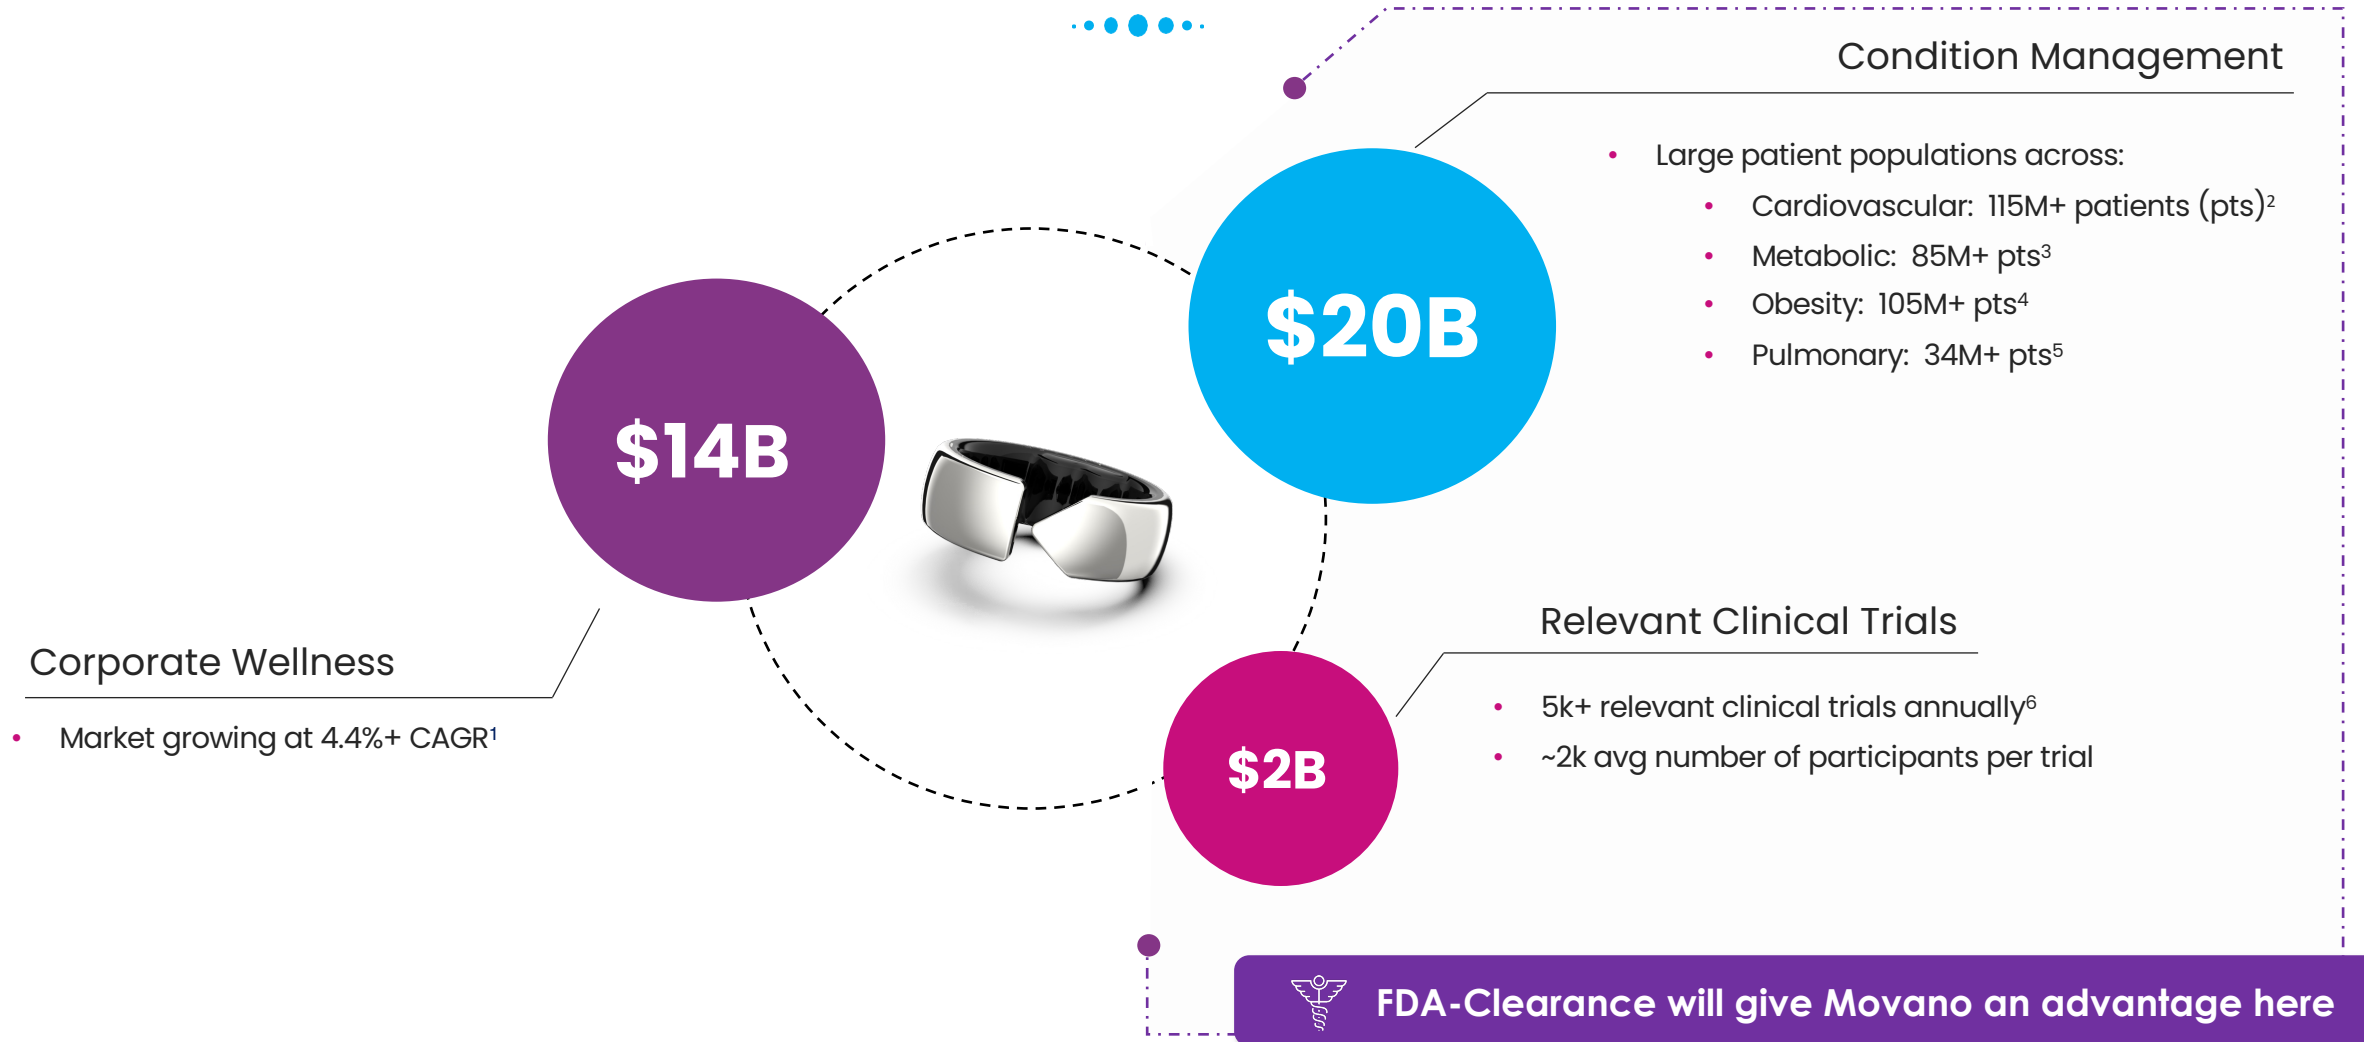 Condition Management
• Large patient populations across:
• Cardiovascular: 115M+ patients (pts)²
• Metabolic: 85M+ pts³
• Obesity: 105M+ pts⁴
• Pulmonary: 34M+ pts⁵
$20B
$14B
Corporate Wellness
• Market growing at 4.4%+ CAGR¹
Relevant Clinical Trials
• 5k+ relevant clinical trials annually⁶
• ~2k avg number of participants per trial
$2B
FDA-Clearance will give Movano an advantage here